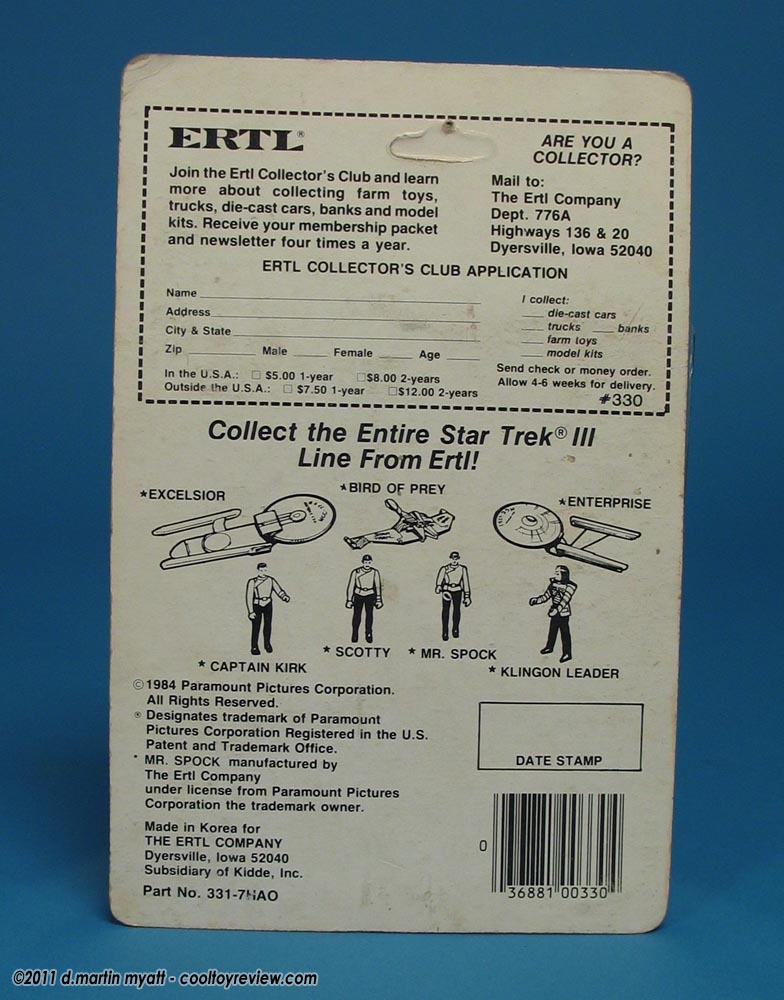 ERTL®
Join the Ertl Collector's Club and learn
more about collecting farm toys,
trucks, die-cast cars, banks and model
kits. Receive your membership packet
and newsletter four times a year.
ARE YOU A
COLLECTOR?
Mail to:
The Ertl Company
Dept. 776A
Highways 136 & 20
Dyersville, Iowa 52040
ERTL COLLECTOR'S CLUB APPLICATION
Name
Address
City & State
Zip Male Female Age
In the U.S.A.: $5.00 1-year $8.00 2-years
Outside the U.S.A.: $7.50 1-year $12.00 2-years
I collect:
die-cast cars
trucks banks
farm toys
model kits
Send check or money order.
Allow 4-6 weeks for delivery.
#330
Collect the Entire Star Trek® III
Line From Ertl!
*EXCELSIOR
*BIRD OF PREY
*ENTERPRISE
* CAPTAIN KIRK
* SCOTTY
* MR. SPOCK
* KLINGON LEADER
©1984 Paramount Pictures Corporation.
All Rights Reserved.
® Designates trademark of Paramount
Pictures Corporation Registered in the U.S.
Patent and Trademark Office.
* MR. SPOCK manufactured by
The Ertl Company
under license from Paramount Pictures
Corporation the trademark owner.
Made in Korea for
THE ERTL COMPANY
Dyersville, Iowa 52040
Subsidiary of Kidde, Inc.
Part No.
DATE STAMP
0 36881 00330
©2011 d.martin myatt - cooltoyreview.com